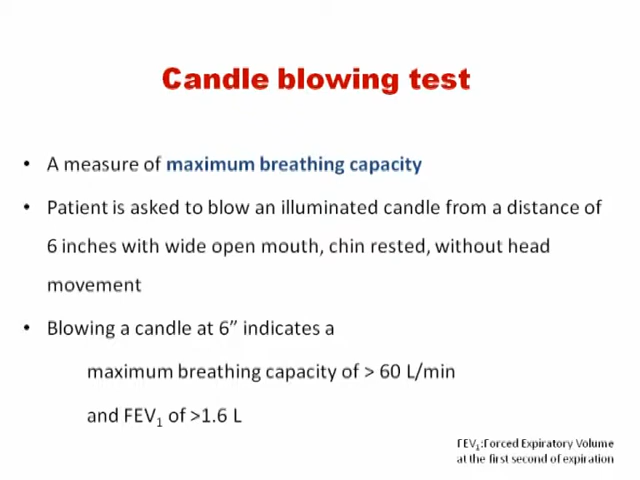 Candle blowing test
• A measure of maximum breathing capacity
• Patient is asked to blow an illuminated candle from a distance of
6 inches with wide open mouth, chin rested, without head
movement
• Blowing a candle at 6” indicates a
maximum breathing capacity of > 60 L/min
and FEV₁ of >1.6 L
FEV₁:Forced Expiratory Volume
at the first second of expiration